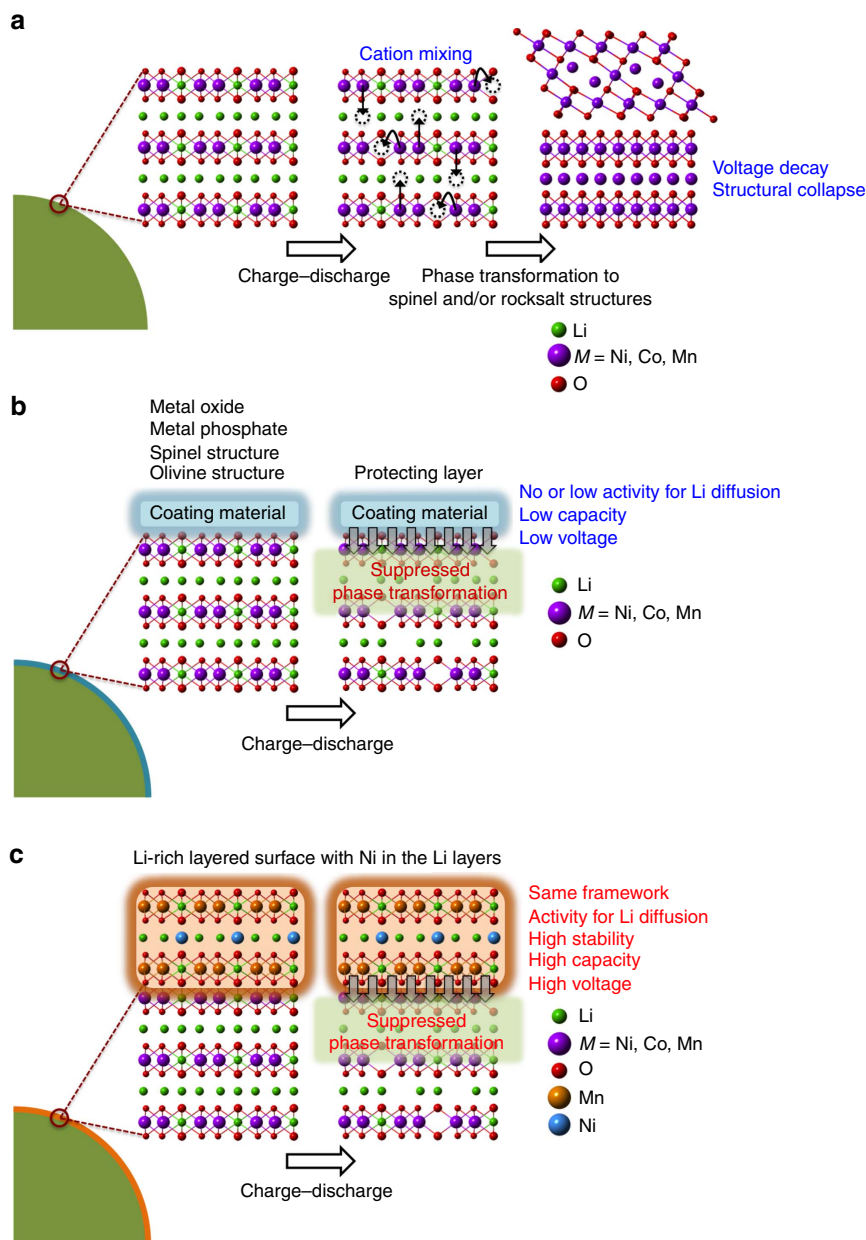 a
Cation mixing
Voltage decay
Structural collapse
Charge–discharge
Phase transformation to
spinel and/or rocksalt structures
Li
M = Ni, Co, Mn
O
b
Metal oxide
Metal phosphate
Spinel structure
Olivine structure
Protecting layer
Coating material
Coating material
No or low activity for Li diffusion
Low capacity
Low voltage
Suppressed
phase transformation
Li
M = Ni, Co, Mn
O
Charge–discharge
c
Li-rich layered surface with Ni in the Li layers
Same framework
Activity for Li diffusion
High stability
High capacity
High voltage
Suppressed
phase transformation
Li
M = Ni, Co, Mn
O
Mn
Ni
Charge–discharge